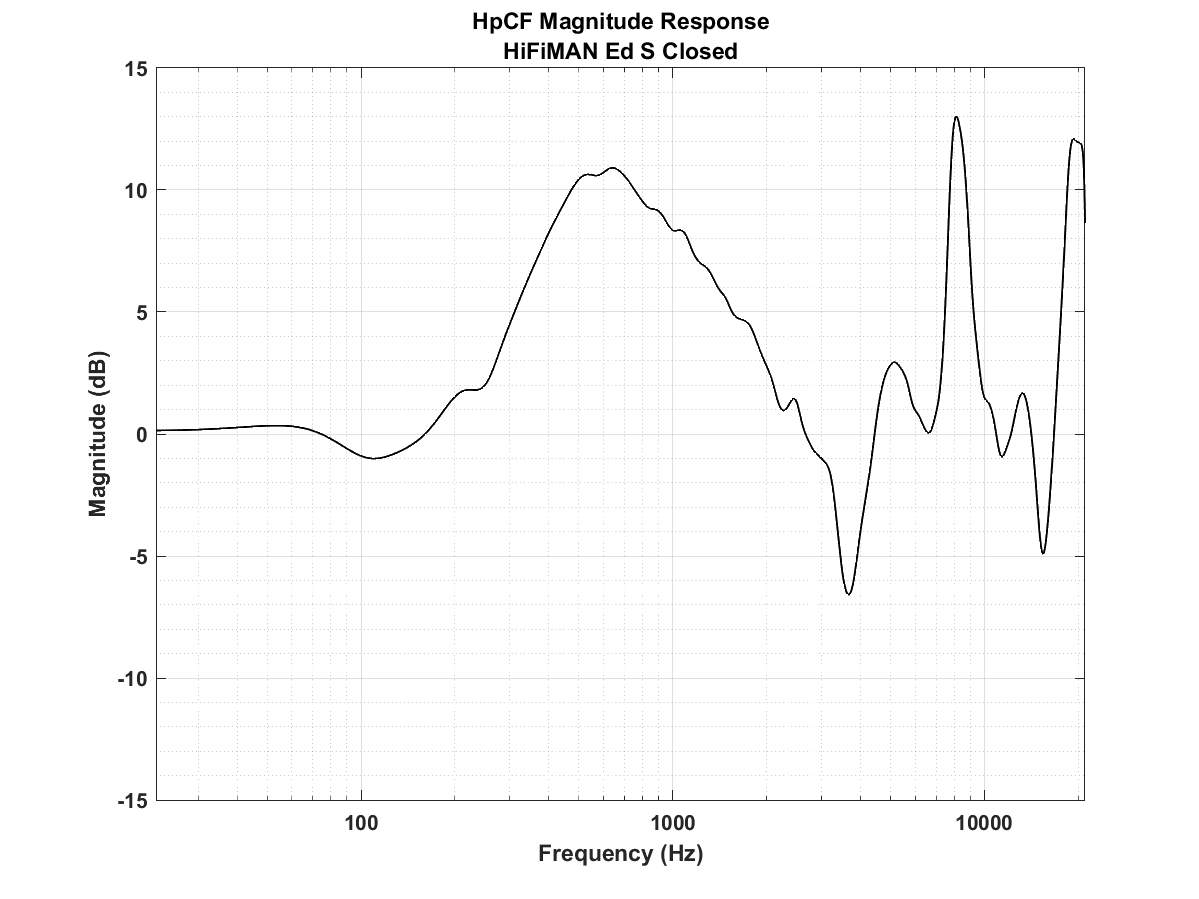 HpCF Magnitude Response
HiFiMAN Ed S Closed
15
10
5
0
-5
-10
-15
Magnitude (dB)
100
1000
10000
Frequency (Hz)